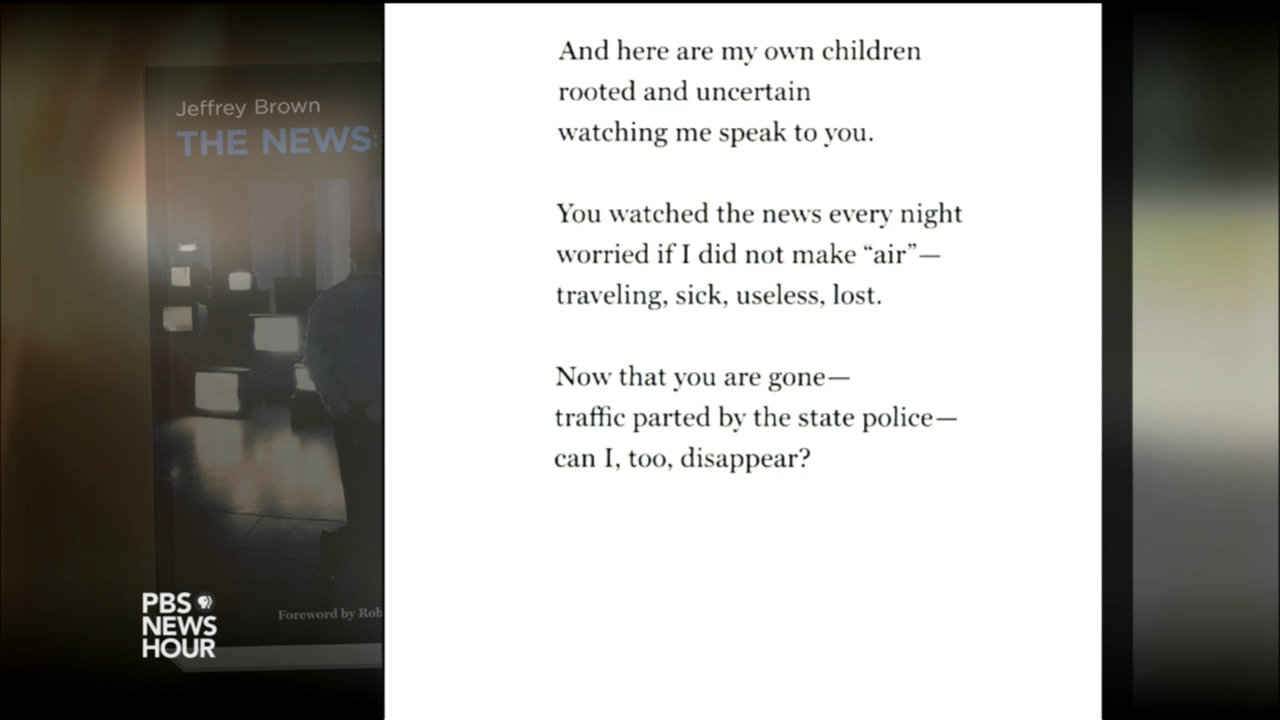 Jeffrey Brown
THE NEWS:
Foreword by
PBS
NEWS
HOUR
And here are my own children
rooted and uncertain
watching me speak to you.
You watched the news every night
worried if I did not make “air”—
traveling, sick, useless, lost.
Now that you are gone—
traffic parted by the state police—
can I, too, disappear?